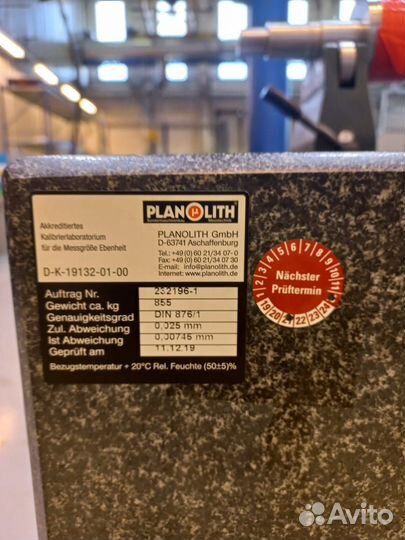 PLANOLITH
Sondermaschinenbau Messtechnik
Akkreditiertes
Kalibrierlaboratorium
für die Messgröße Ebenheit
D-K-19132-01-00
PLANOLITH GmbH
D-63741 Aschaffenburg
Tel.:+49(0) 60 21/34 07-0
Fax:+49(0) 60 21/34 07 30
E-mail: info@planolith.de
Internet: www.planolith.de
Auftrag Nr. 232196-1
Gewicht ca. kg 855
Genauigkeitsgrad DIN 876/1
Zul. Abweichung 0,025 mm
Ist Abweichung 0,00745 mm
Geprüft am 11.12.19
Bezugstemperatur + 20°C Rel. Feuchte (50±5)%
1 2 3 4 5 6 7 8 9 10 11 12
Nächster
Prüftermin
19 20 21 22 23 24
Avito